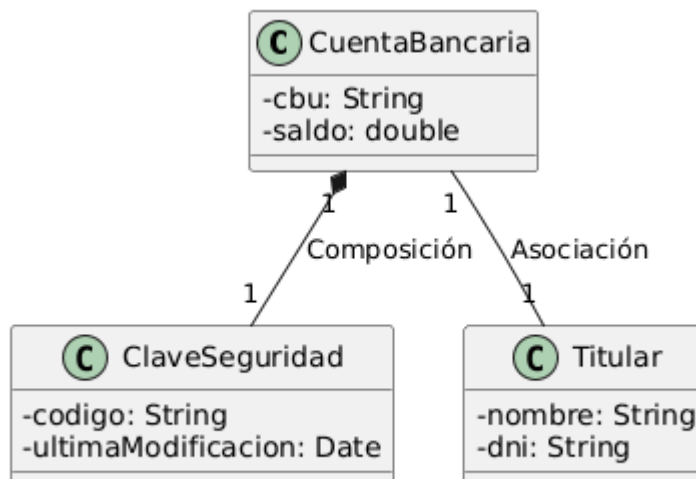 C CuentaBancaria
-cbu: String
-saldo: double
1
1
Composición
Asociación
1
1
C ClaveSeguridad
-codigo: String
-ultimaModificacion: Date
C Titular
-nombre: String
-dni: String